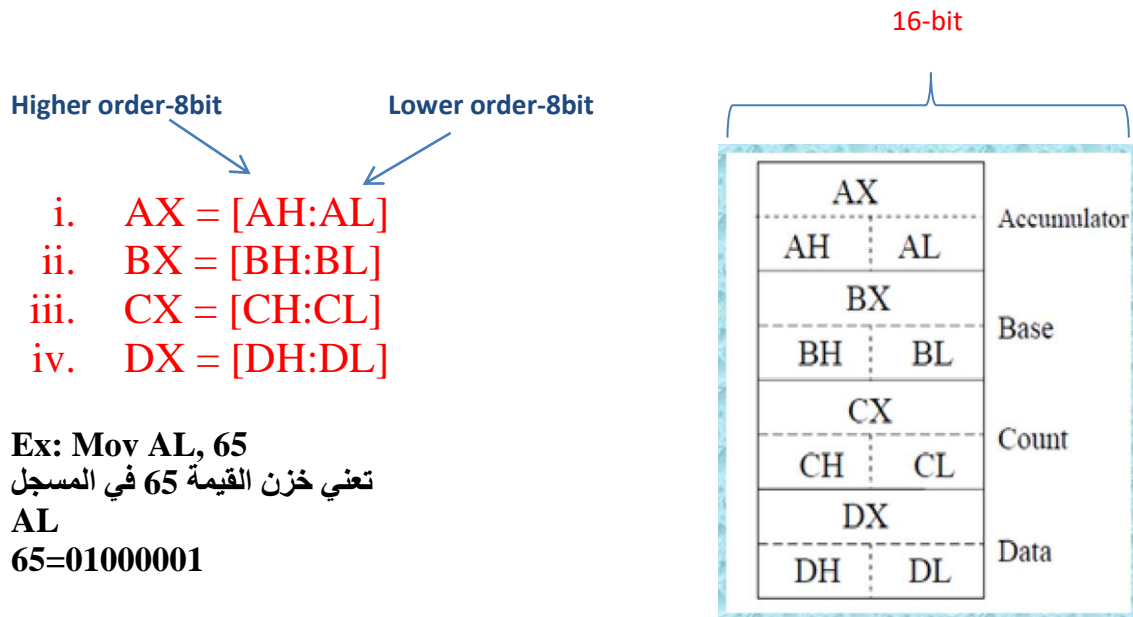 16-bit
Higher order-8bit Lower order-8bit
i. AX = [AH:AL]
ii. BX = [BH:BL]
iii. CX = [CH:CL]
iv. DX = [DH:DL]
Ex: Mov AL, 65
تعني خزن القيمة 65 في المسجل
AL
65=01000001
AX
AH AL
Accumulator
BX
BH BL
Base
CX
CH CL
Count
DX
DH DL
Data